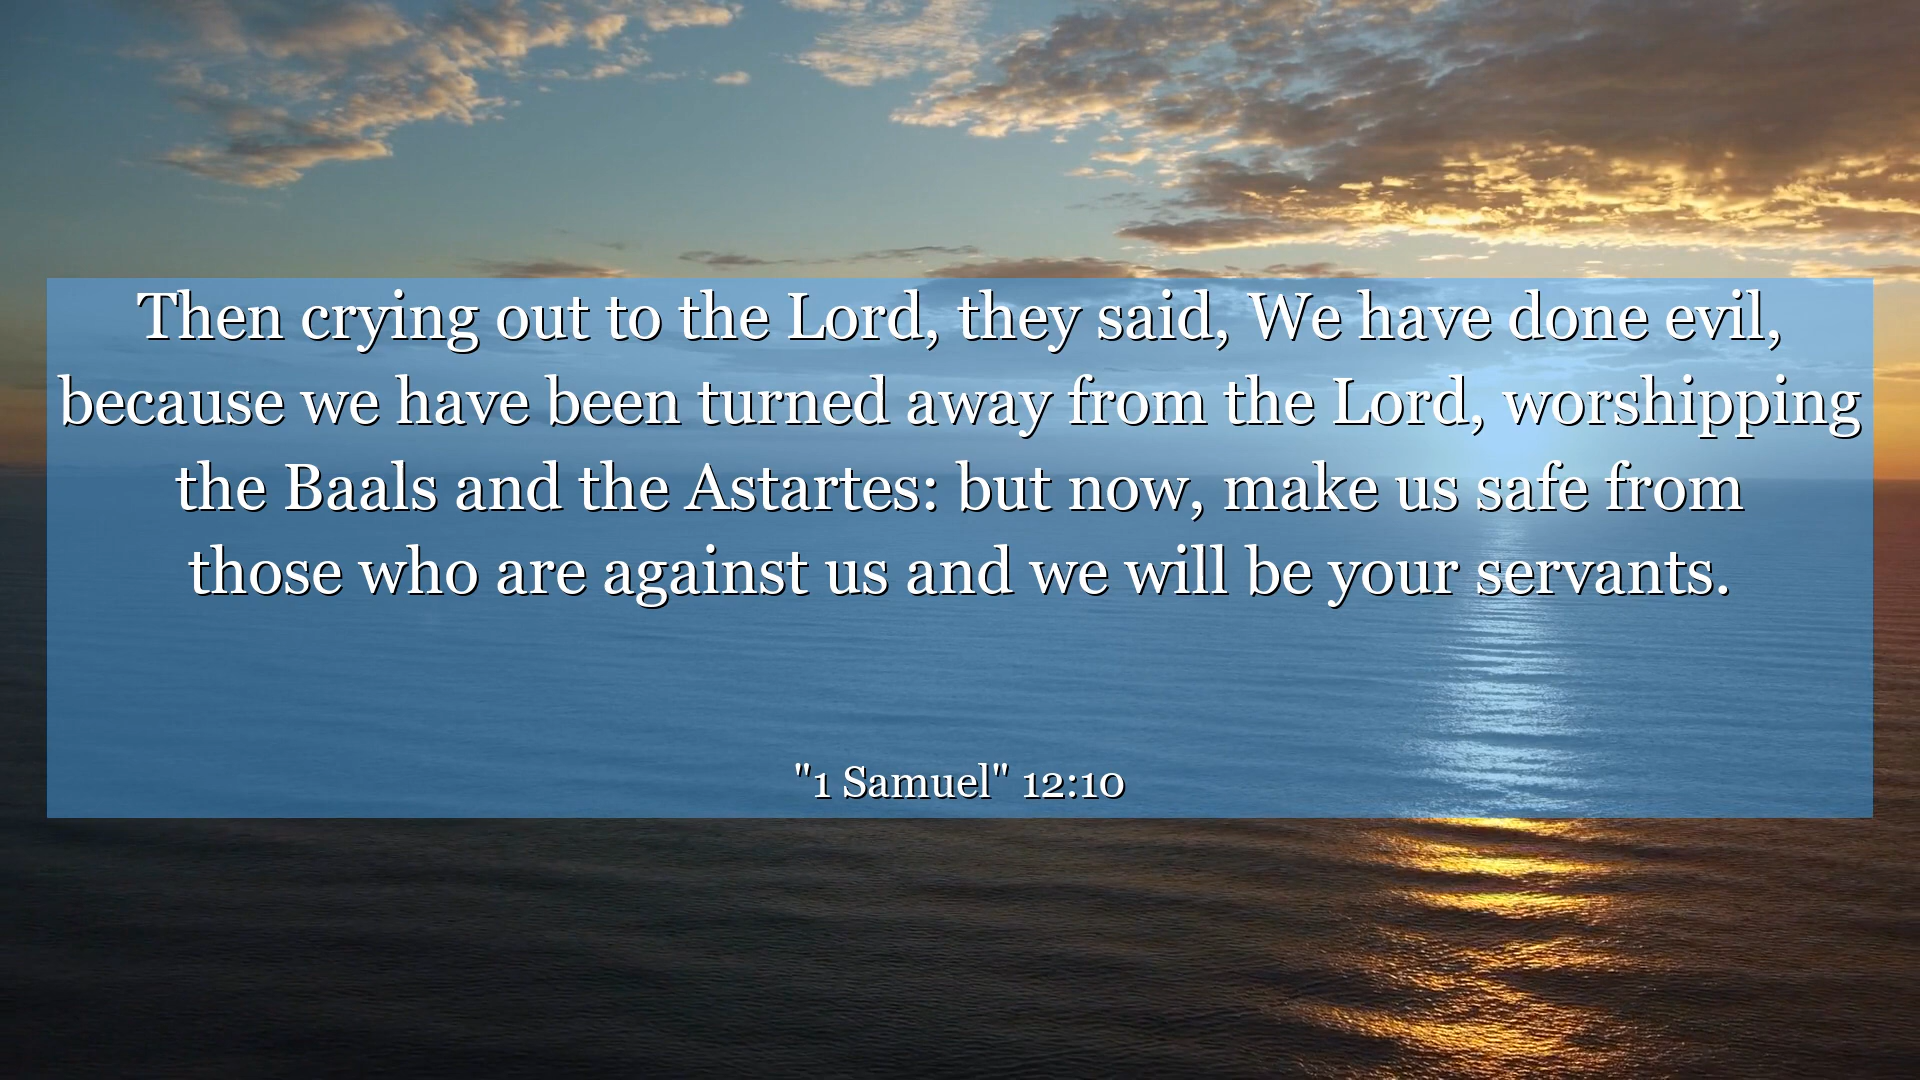 Then crying out to the Lord, they said, We have done evil,
because we have been turned away from the Lord, worshipping
the Baals and the Astartes: but now, make us safe from
those who are against us and we will be your servants.
"1 Samuel" 12:10